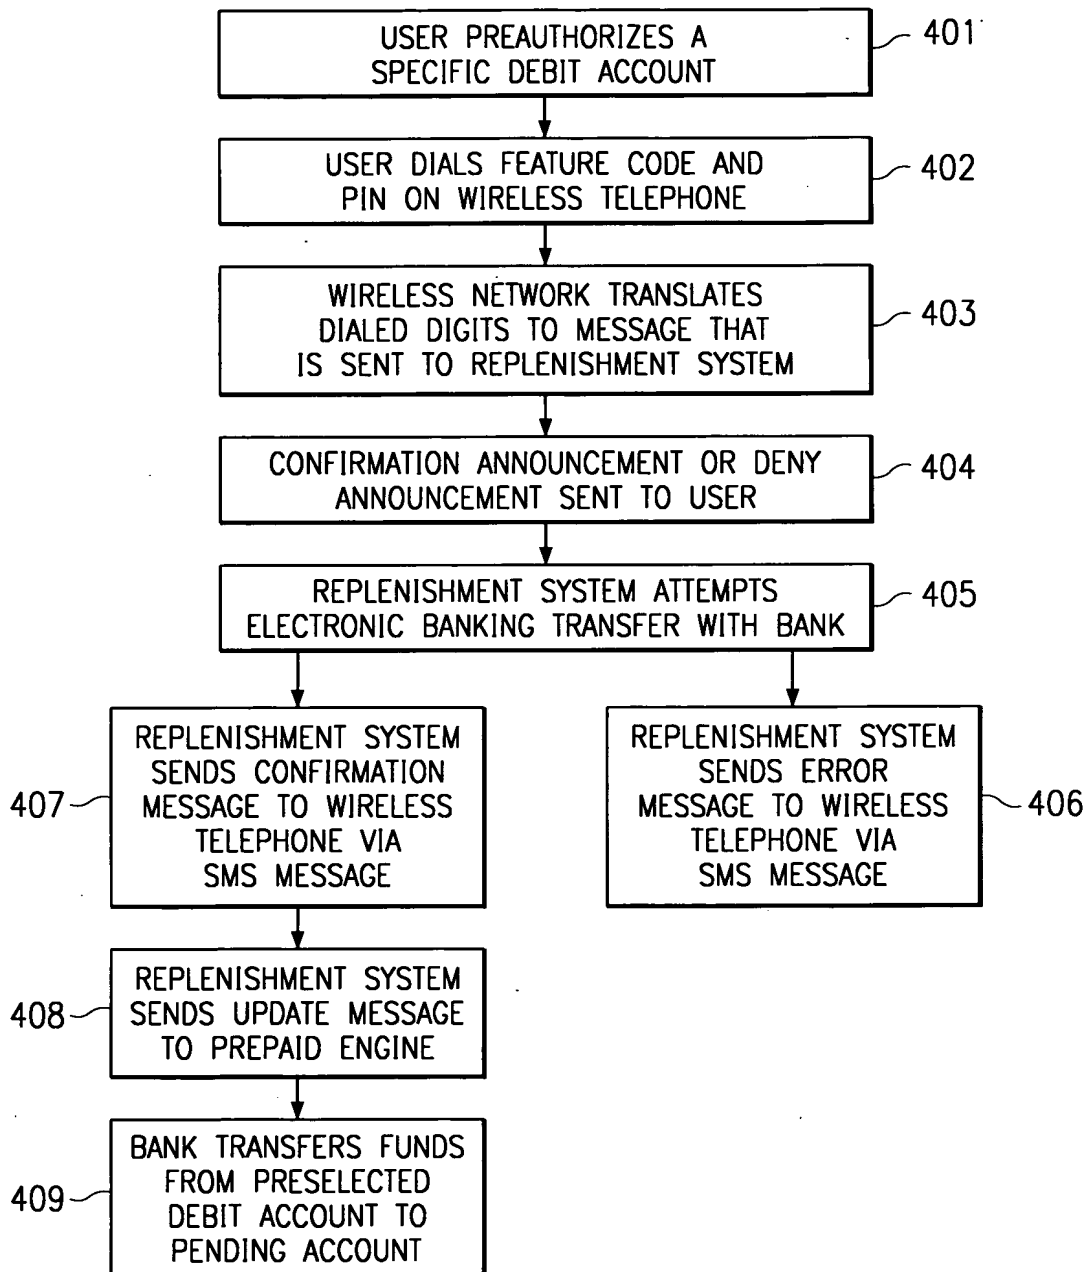 USER PREAUTHORIZES A
SPECIFIC DEBIT ACCOUNT
401
USER DIALS FEATURE CODE AND
PIN ON WIRELESS TELEPHONE
402
WIRELESS NETWORK TRANSLATES
DIALED DIGITS TO MESSAGE THAT
IS SENT TO REPLENISHMENT SYSTEM
403
CONFIRMATION ANNOUNCEMENT OR DENY
ANNOUNCEMENT SENT TO USER
404
REPLENISHMENT SYSTEM ATTEMPTS
ELECTRONIC BANKING TRANSFER WITH BANK
405
REPLENISHMENT SYSTEM
SENDS CONFIRMATION
MESSAGE TO WIRELESS
TELEPHONE VIA
SMS MESSAGE
407
REPLENISHMENT SYSTEM
SENDS ERROR
MESSAGE TO WIRELESS
TELEPHONE VIA
SMS MESSAGE
406
REPLENISHMENT SYSTEM
SENDS UPDATE MESSAGE
TO PREPAID ENGINE
408
BANK TRANSFERS FUNDS
FROM PRESELECTED
DEBIT ACCOUNT TO
PENDING ACCOUNT
409